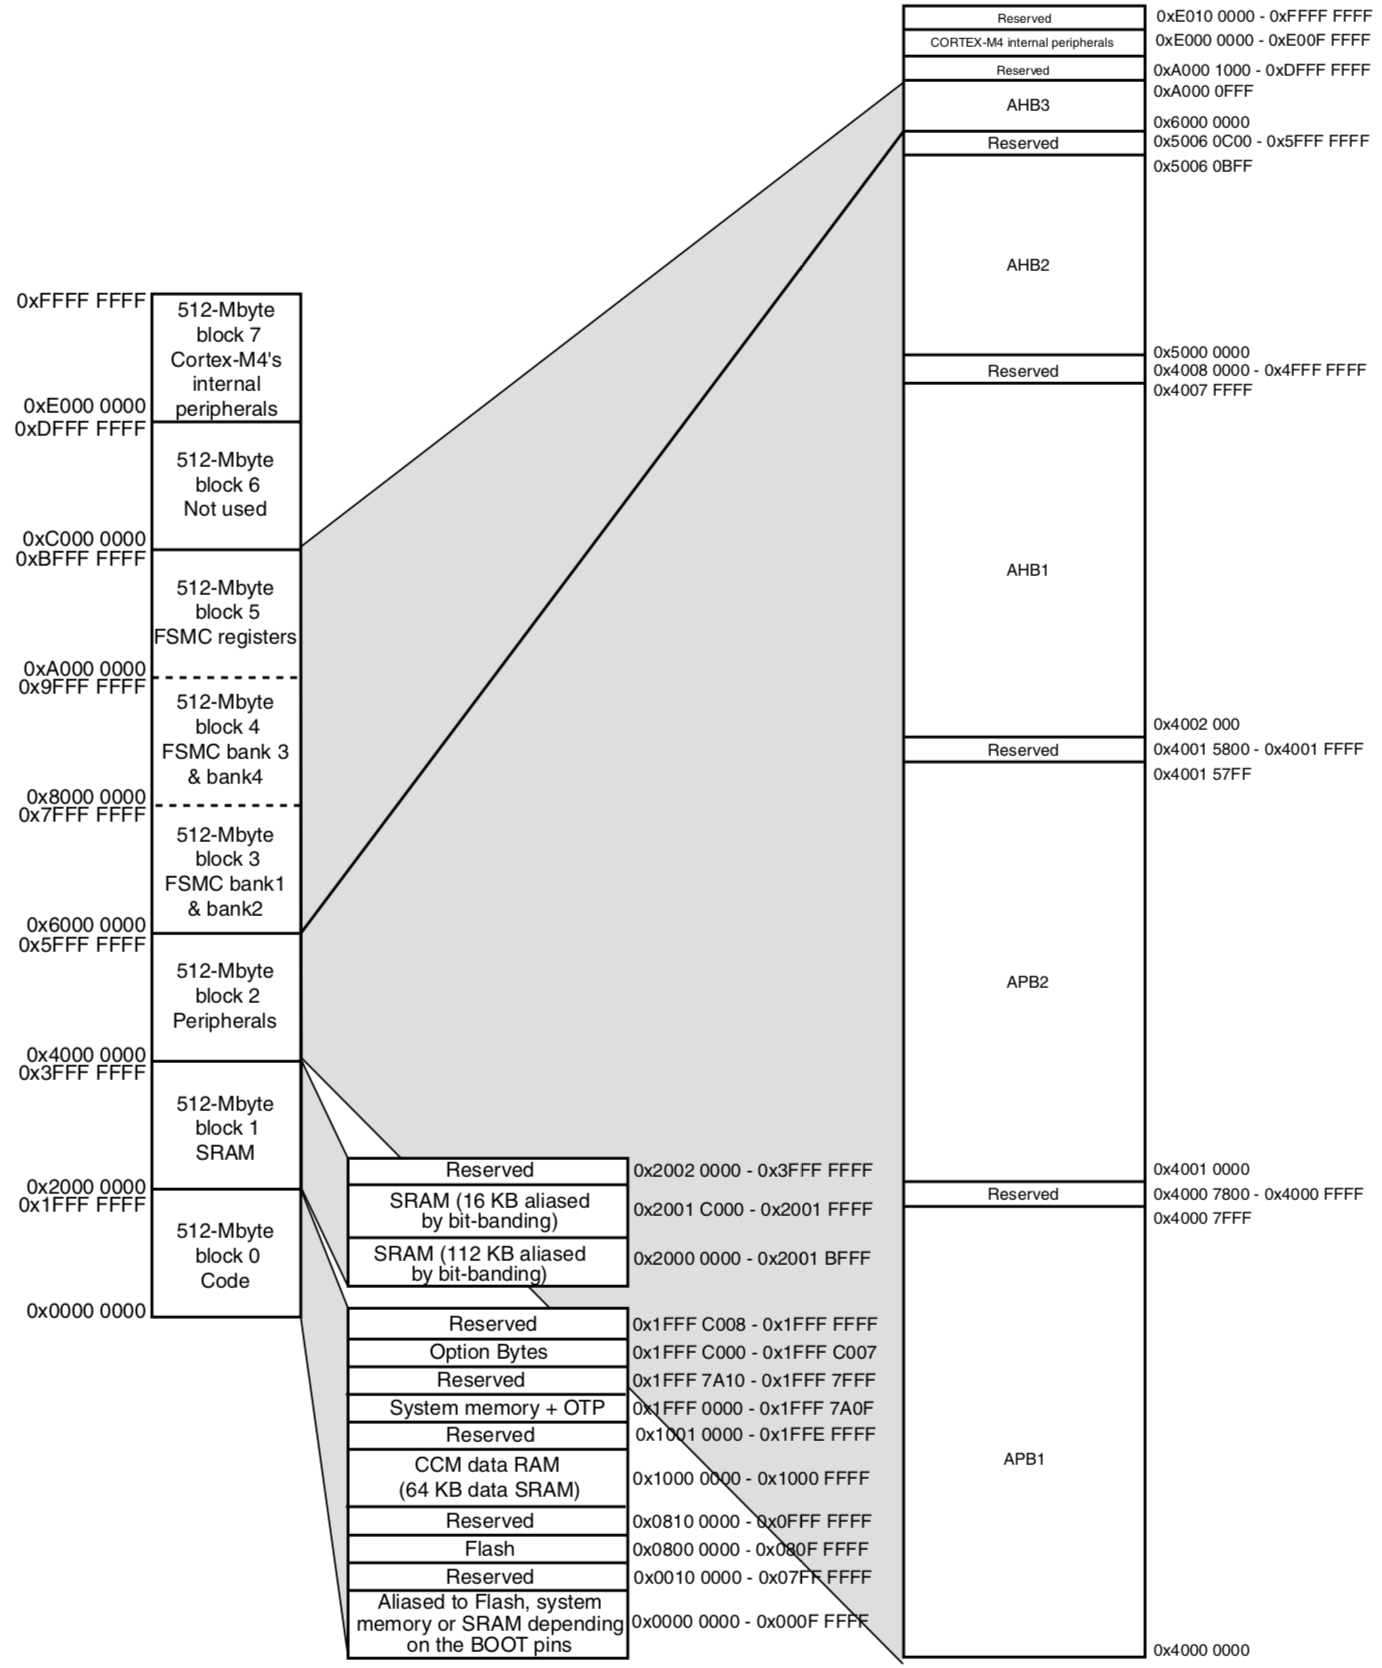 0xFFFF FFFF
512-Mbyte
block 7
Cortex-M4's
internal
peripherals
0xE000 0000
0xDFFF FFFF
512-Mbyte
block 6
Not used
0xC000 0000
0xBFFF FFFF
512-Mbyte
block 5
FSMC registers
0xA000 0000
0x9FFF FFFF
512-Mbyte
block 4
FSMC bank 3
& bank4
0x8000 0000
0x7FFF FFFF
512-Mbyte
block 3
FSMC bank1
& bank2
0x6000 0000
0x5FFF FFFF
512-Mbyte
block 2
Peripherals
0x4000 0000
0x3FFF FFFF
512-Mbyte
block 1
SRAM
0x2000 0000
0x1FFF FFFF
512-Mbyte
block 0
Code
0x0000 0000
Reserved 0x2002 0000 - 0x3FFF FFFF
SRAM (16 KB aliased
by bit-banding)
0x2001 C000 - 0x2001 FFFF
SRAM (112 KB aliased
by bit-banding)
0x2000 0000 - 0x2001 BFFF
Reserved 0x1FFF C008 - 0x1FFF FFFF
Option Bytes 0x1FFF C000 - 0x1FFF C007
Reserved 0x1FFF 7A10 - 0x1FFF 7FFF
System memory + OTP 0x1FFF 0000 - 0x1FFF 7A0F
Reserved 0x1001 0000 - 0x1FFE FFFF
CCM data RAM
(64 KB data SRAM)
0x1000 0000 - 0x1000 FFFF
Reserved 0x0810 0000 - 0x0FFF FFFF
Flash 0x0800 0000 - 0x080F FFFF
Reserved 0x0010 0000 - 0x07FF FFFF
Aliased to Flash, system
memory or SRAM depending
on the BOOT pins
0x0000 0000 - 0x000F FFFF
Reserved 0xE010 0000 - 0xFFFF FFFF
CORTEX-M4 internal peripherals 0xE000 0000 - 0xE00F FFFF
Reserved 0xA000 1000 - 0xDFFF FFFF
0xA000 0FFF
AHB3
0x6000 0000
Reserved 0x5006 0C00 - 0x5FFF FFFF
0x5006 0BFF
AHB2
0x5000 0000
Reserved 0x4008 0000 - 0x4FFF FFFF
0x4007 FFFF
AHB1
0x4002 000
Reserved 0x4001 5800 - 0x4001 FFFF
0x4001 57FF
APB2
0x4001 0000
Reserved 0x4000 7800 - 0x4000 FFFF
0x4000 7FFF
APB1
0x4000 0000